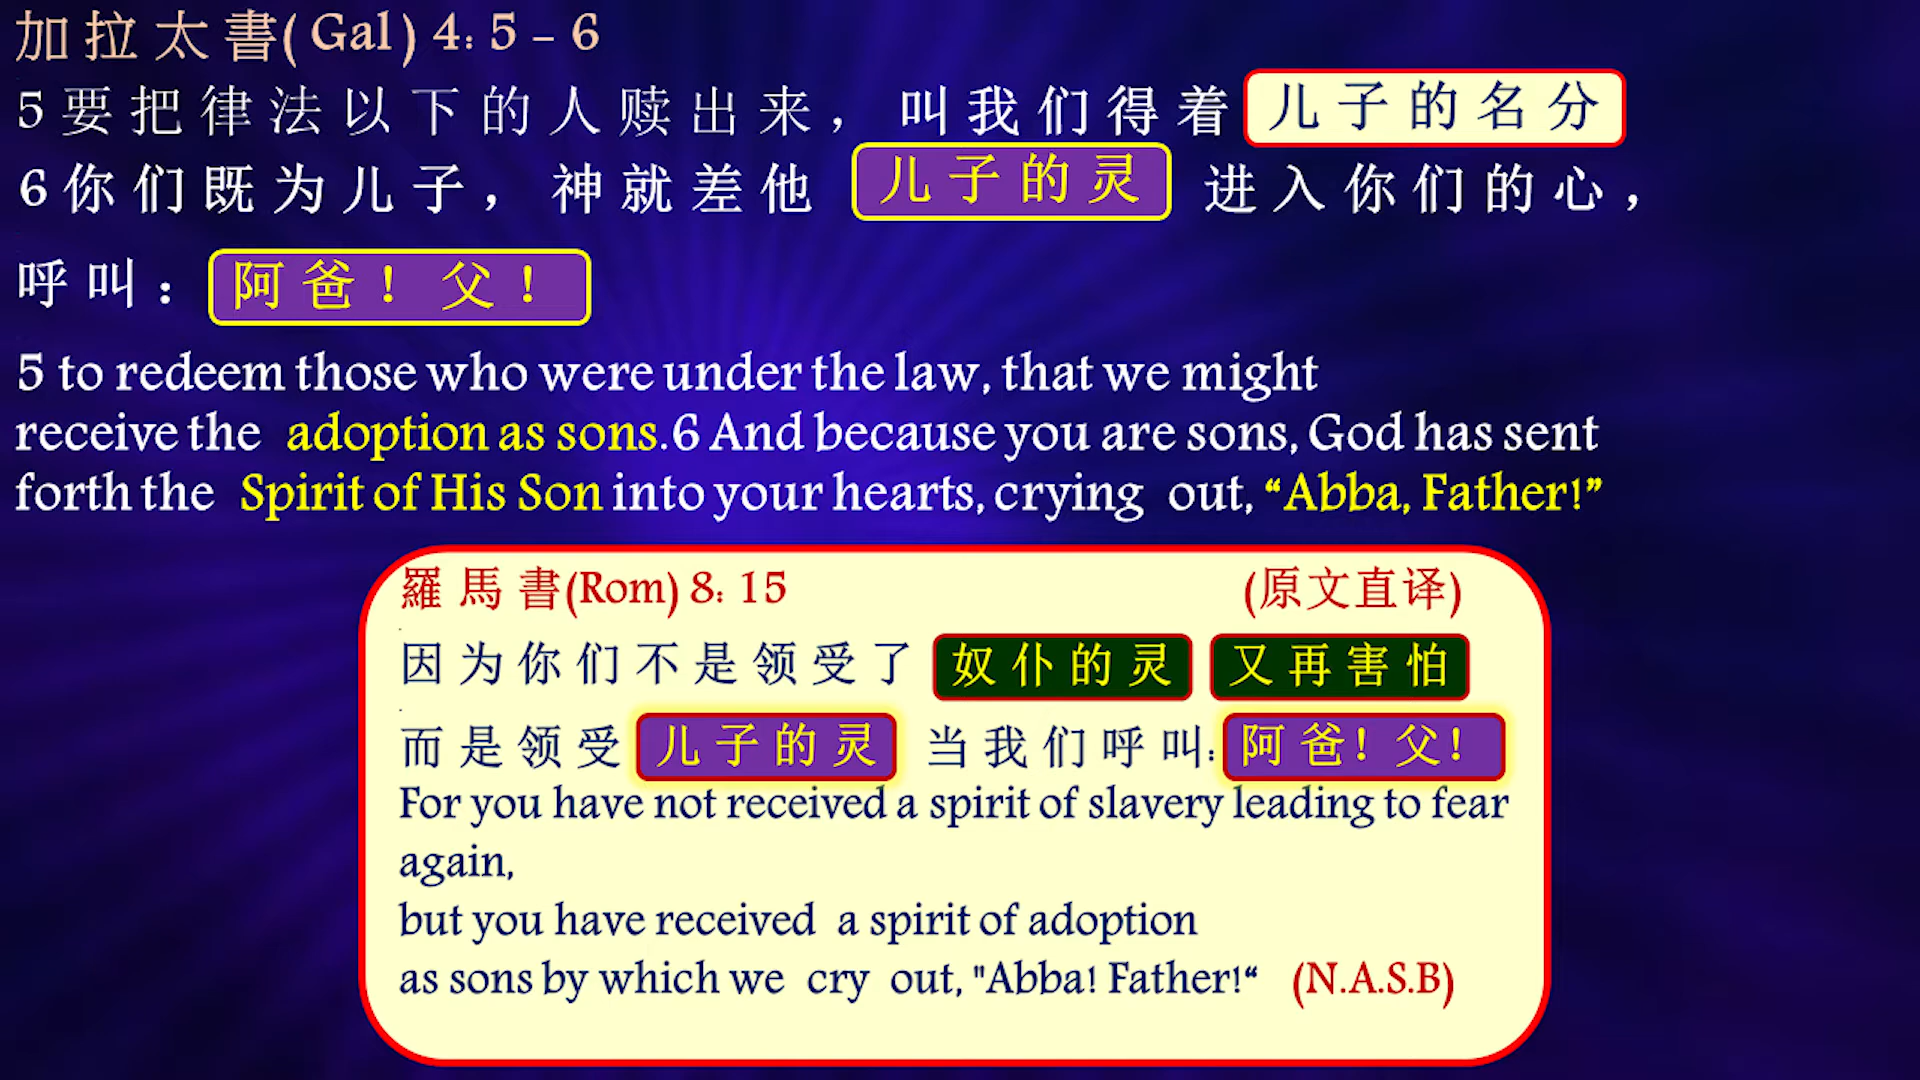 加拉太書(Gal) 4: 5 – 6
5要把律法以下的人赎出来，叫我们得着儿子的名分
6你们既为儿子，神就差他儿子的灵进入你们的心，
呼叫：阿爸！父！
5 to redeem those who were under the law, that we might
receive the adoption as sons.6 And because you are sons, God has sent
forth the Spirit of His Son into your hearts, crying out, “Abba, Father!”
羅馬書(Rom) 8: 15 (原文直译)
因为你们不是领受了奴仆的灵 又再害怕
而是领受儿子的灵 当我们呼叫:阿爸! 父!
For you have not received a spirit of slavery leading to fear
again,
but you have received a spirit of adoption
as sons by which we cry out, "Abba! Father!“ (N.A.S.B)